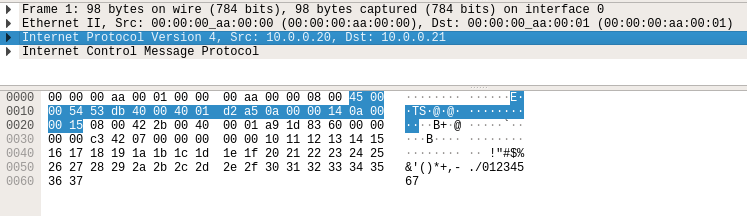 Frame 1: 98 bytes on wire (784 bits), 98 bytes captured (784 bits) on interface 0
Ethernet II, Src: 00:00:00_aa:00:00 (00:00:00:aa:00:00), Dst: 00:00:00_aa:00:01 (00:00:00:aa:00:01)
Internet Protocol Version 4, Src: 10.0.0.20, Dst: 10.0.0.21
Internet Control Message Protocol
0000 00 00 00 aa 00 01 00 00 00 aa 00 00 08 00 45 00 ········ ······E·
0010 00 54 53 db 40 00 40 01 d2 a5 0a 00 00 14 0a 00 ·TS·@·@· ········
0020 00 15 08 00 42 2b 00 40 00 01 a9 1d 83 60 00 00 ····B+·@ ·····`··
0030 00 00 c3 42 07 00 00 00 00 00 10 11 12 13 14 15 ···B···· ········
0040 16 17 18 19 1a 1b 1c 1d 1e 1f 20 21 22 23 24 25 ········ ·· !"#$%
0050 26 27 28 29 2a 2b 2c 2d 2e 2f 30 31 32 33 34 35 &'()*+,- ./012345
0060 36 37 67